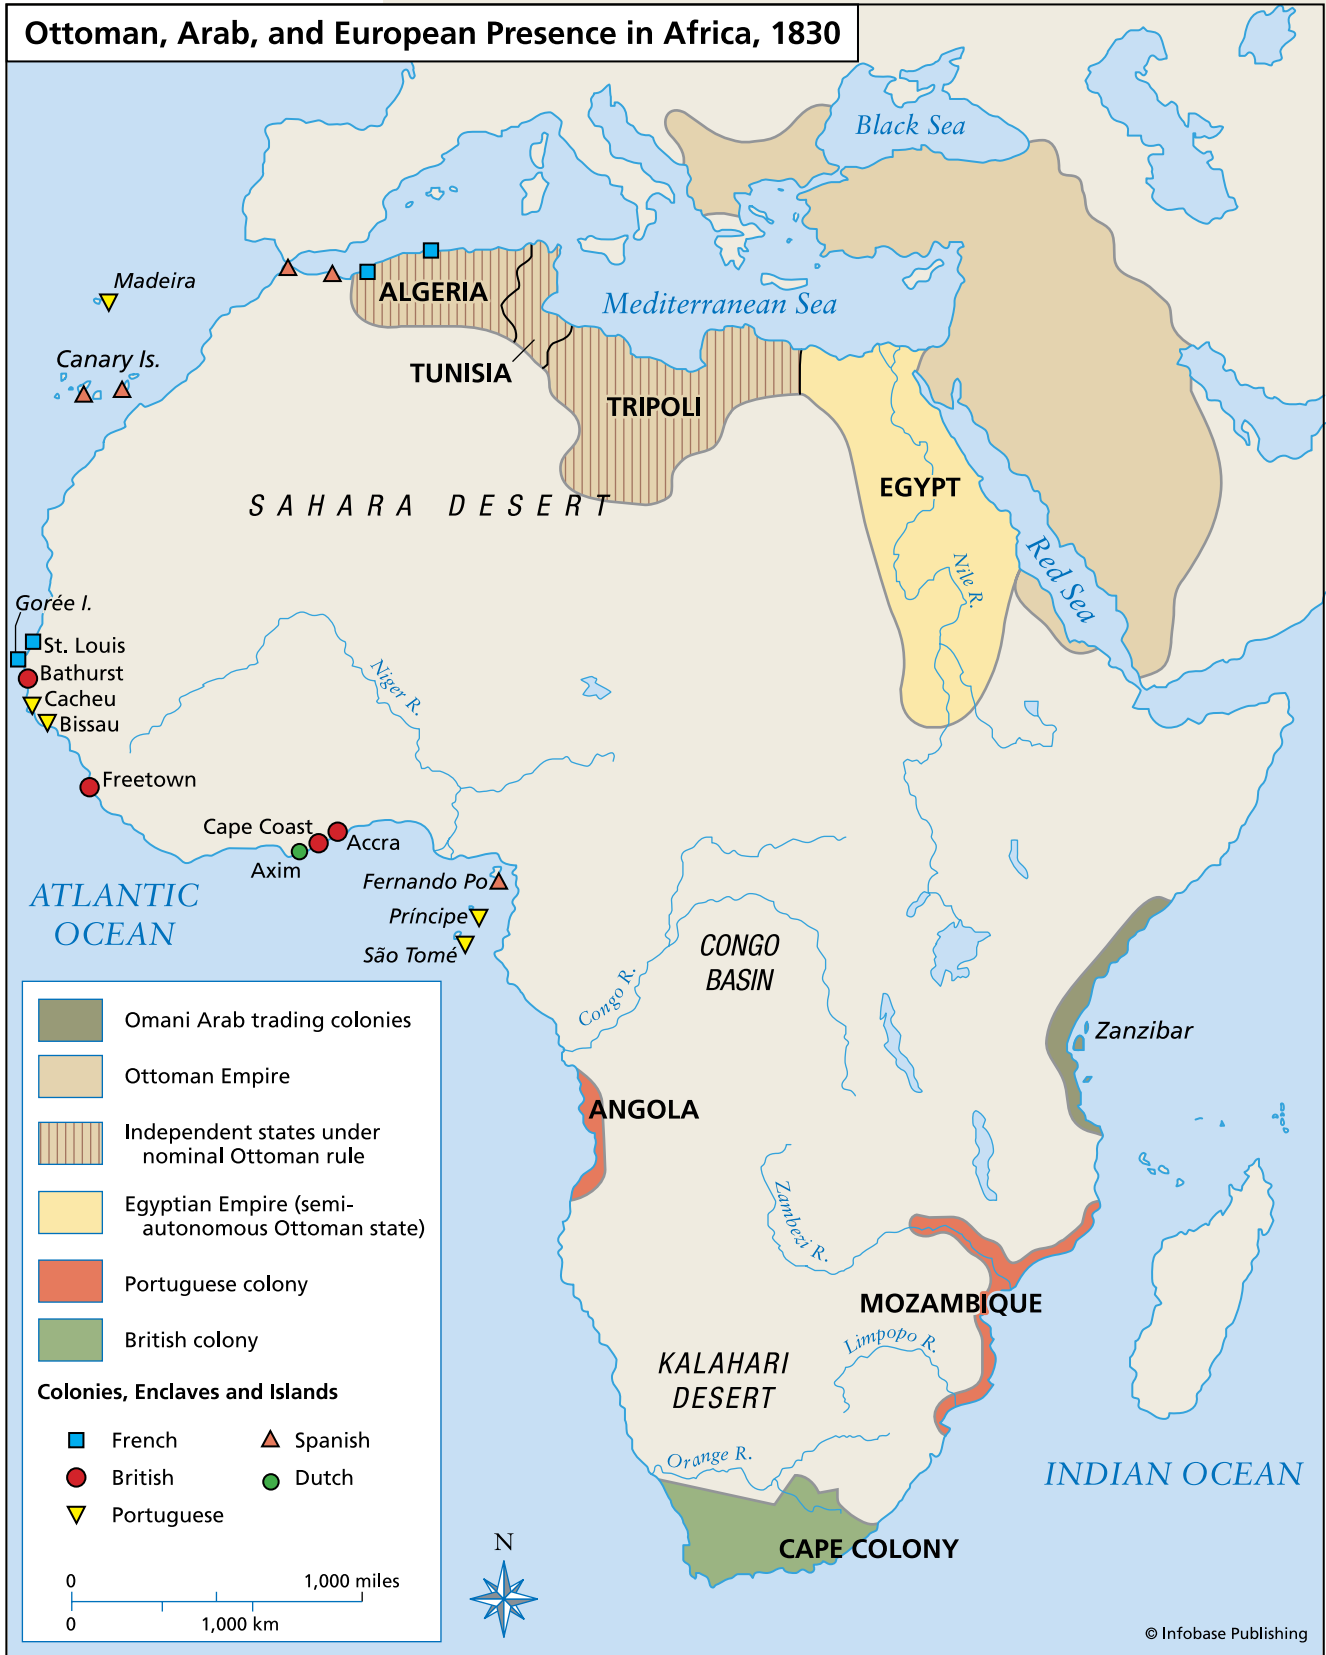 Ottoman, Arab, and European Presence in Africa, 1830
Black Sea
Madeira
ALGERIA
Mediterranean Sea
Canary Is.
TUNISIA
TRIPOLI
EGYPT
SAHARA DESERT
Red Sea
Nile R.
Gorée I.
St. Louis
Bathurst
Niger R.
Cacheu
Bissau
Freetown
Cape Coast
Accra
Axim
Fernando Po
ATLANTIC
OCEAN
Príncipe
São Tomé
CONGO
BASIN
Congo R.
Zanzibar
ANGOLA
Zambezi R.
MOZAMBIQUE
Limpopo R.
KALAHARI
DESERT
Orange R.
INDIAN OCEAN
CAPE COLONY
Omani Arab trading colonies
Ottoman Empire
Independent states under
nominal Ottoman rule
Egyptian Empire (semi-
autonomous Ottoman state)
Portuguese colony
British colony
Colonies, Enclaves and Islands
French
Spanish
British
Dutch
Portuguese
0 1,000 miles
0 1,000 km
N
© Infobase Publishing